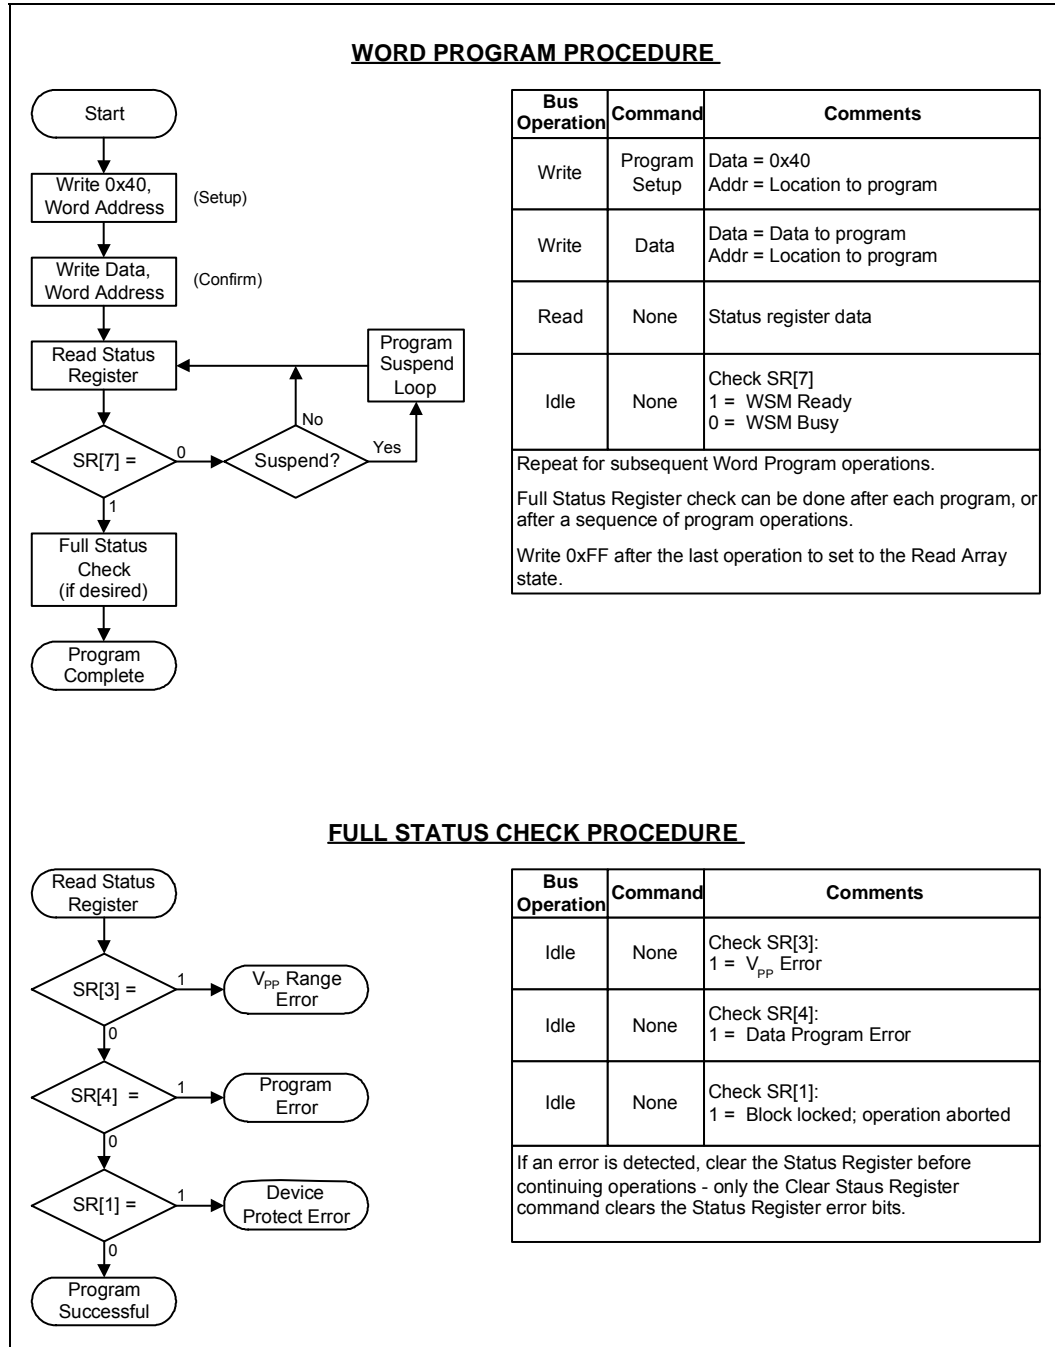 WORD PROGRAM PROCEDURE
Start
Write 0x40,
Word Address
(Setup)
Write Data,
Word Address
(Confirm)
Read Status
Register
Program
Suspend
Loop
No
SR[7] =
0
Suspend?
Yes
1
Full Status
Check
(if desired)
Program
Complete
Bus
Operation
Command
Comments
Write
Program
Setup
Data = 0x40
Addr = Location to program
Write
Data
Data = Data to program
Addr = Location to program
Read
None
Status register data
Idle
None
Check SR[7]
1 = WSM Ready
0 = WSM Busy
Repeat for subsequent Word Program operations.
Full Status Register check can be done after each program, or
after a sequence of program operations.
Write 0xFF after the last operation to set to the Read Array
state.
FULL STATUS CHECK PROCEDURE
Read Status
Register
SR[3] =
1
VPP Range
Error
0
SR[4] =
1
Program
Error
0
SR[1] =
1
Device
Protect Error
0
Program
Successful
Bus
Operation
Command
Comments
Idle
None
Check SR[3]:
1 = VPP Error
Idle
None
Check SR[4]:
1 = Data Program Error
Idle
None
Check SR[1]:
1 = Block locked; operation aborted
If an error is detected, clear the Status Register before
continuing operations - only the Clear Staus Register
command clears the Status Register error bits.